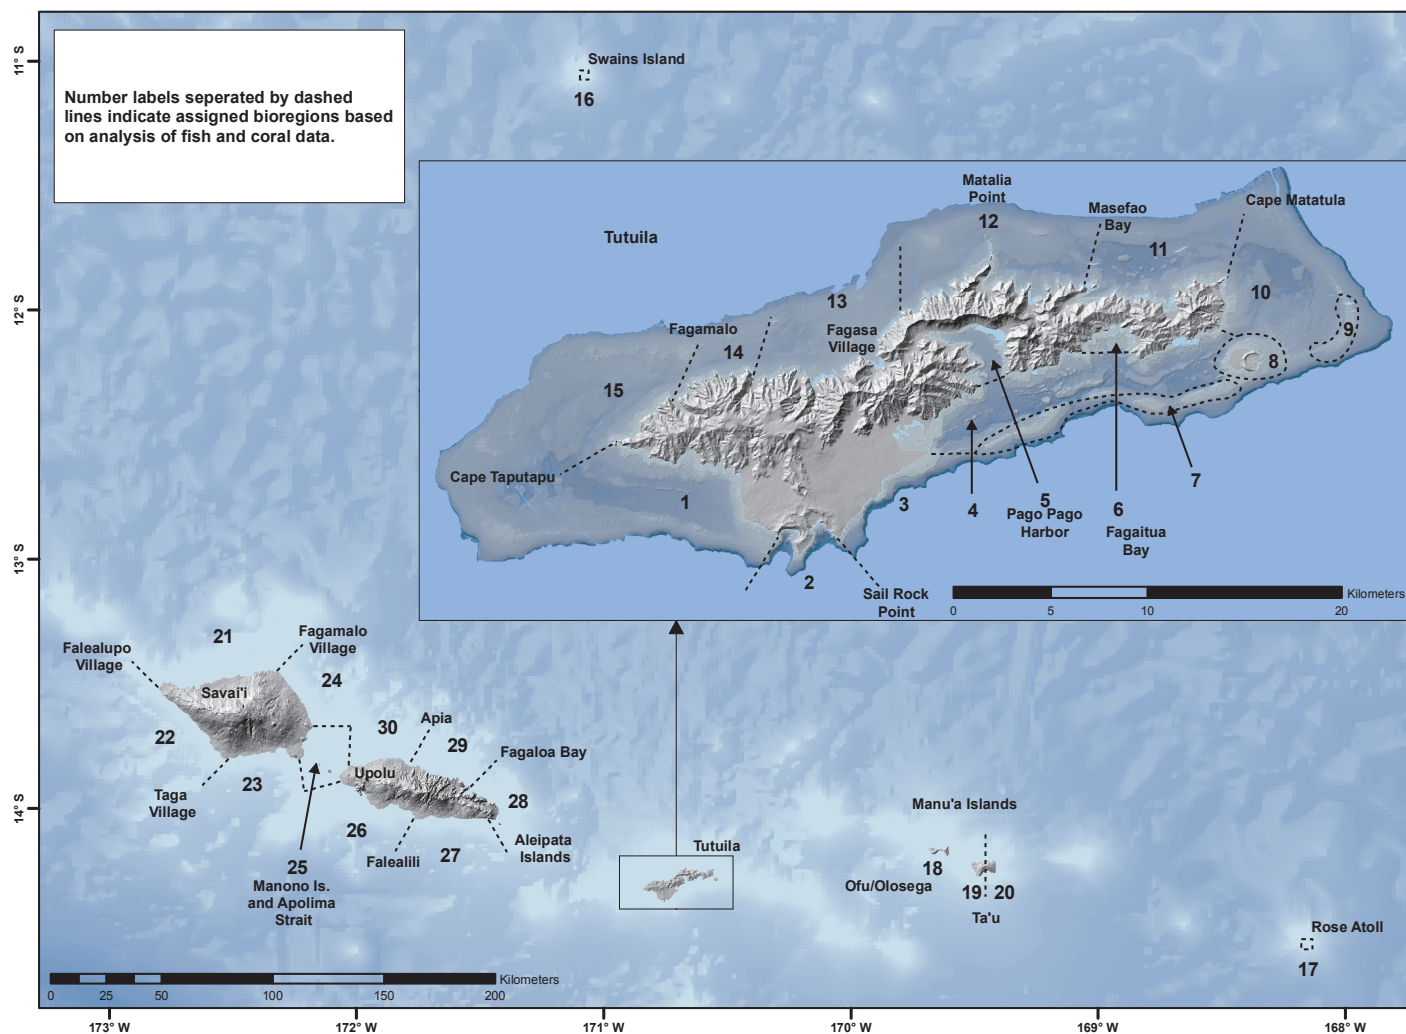 11° S
12° S
13° S
14° S
Number labels seperated by dashed
lines indicate assigned bioregions based
on analysis of fish and coral data.
Swains Island
16
Tutuila
Matalia
Point
12
Masefao
Bay
11
Cape Matatula
10
9
8
13
Fagasa
Village
Fagamalo
14
15
Cape Taputapu
1
2
Sail Rock
Point
3
4
5
Pago Pago
Harbor
6
Fagaitua
Bay
7
Kilometers
0 5 10 20
21
Falealupo
Village
Fagamalo
Village
24
Savai'i
22
Taga
Village
23
30
Apia
29
Fagaloa Bay
Upolu
28
26
Falealili
27
Aleipata
Islands
25
Manono Is.
and Apolima
Strait
Tutuila
Manu'a Islands
18
Ofu/Olosega
19 20
Ta'u
Rose Atoll
17
Kilometers
0 25 50 100 150 200
173° W 172° W 171° W 170° W 169° W 168° W